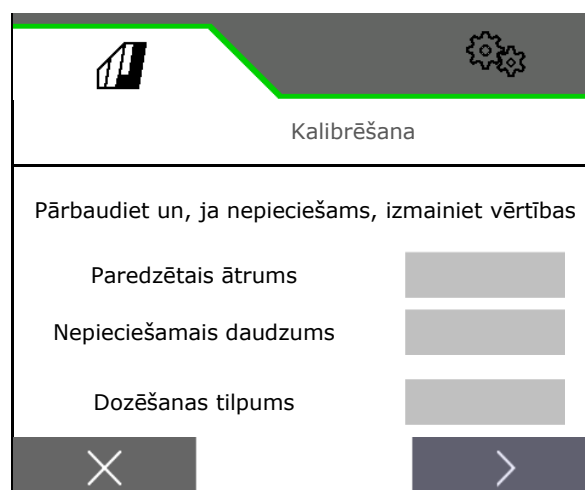 Kalibrēšana
Pārbaudiet un, ja nepieciešams, izmainiet vērtības
Paredzētais ātrums
Nepieciešamais daudzums
Dozēšanas tilpums